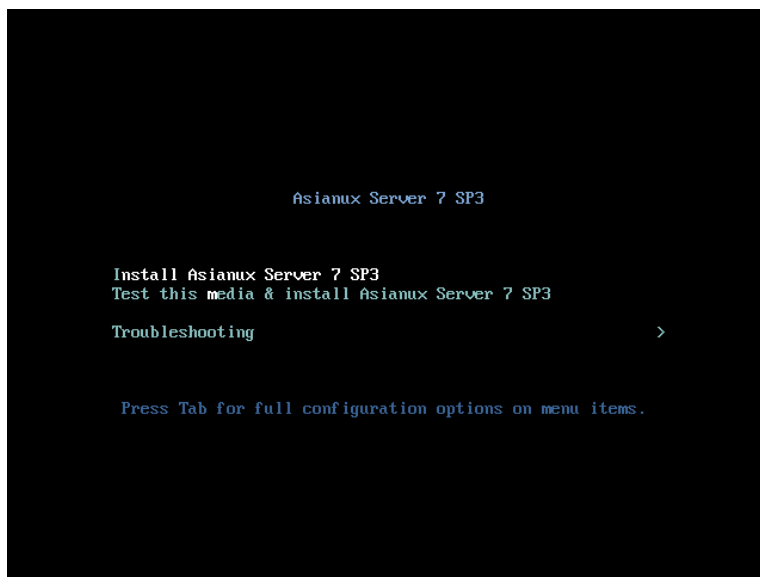 Asianux Server 7 SP3
Install Asianux Server 7 SP3
Test this media & install Asianux Server 7 SP3
Troubleshooting >
Press Tab for full configuration options on menu items.